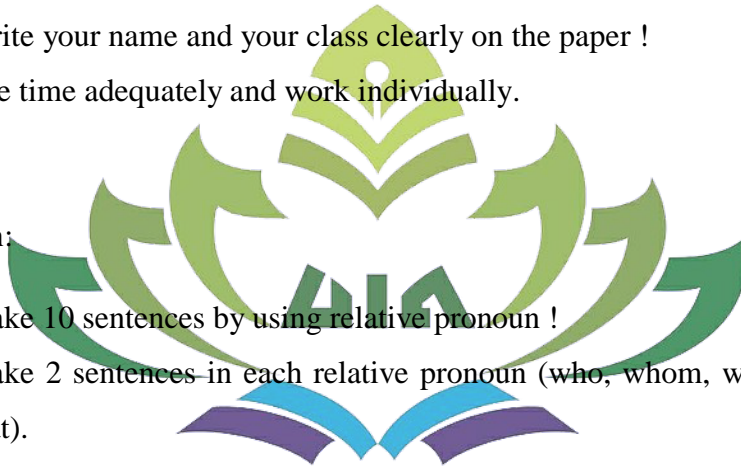 rite your name and your class clearly on the paper !
e time adequately and work individually.
n:
UIN
ake 10 sentences by using relative pronoun !
ake 2 sentences in each relative pronoun (who, whom, w
t).